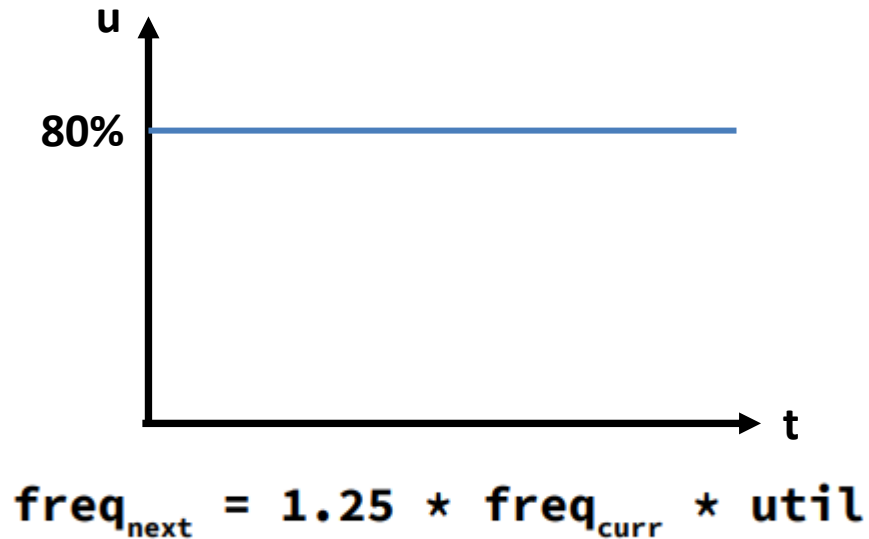 u
80%
t
freq_next = 1.25 * freq_curr * util